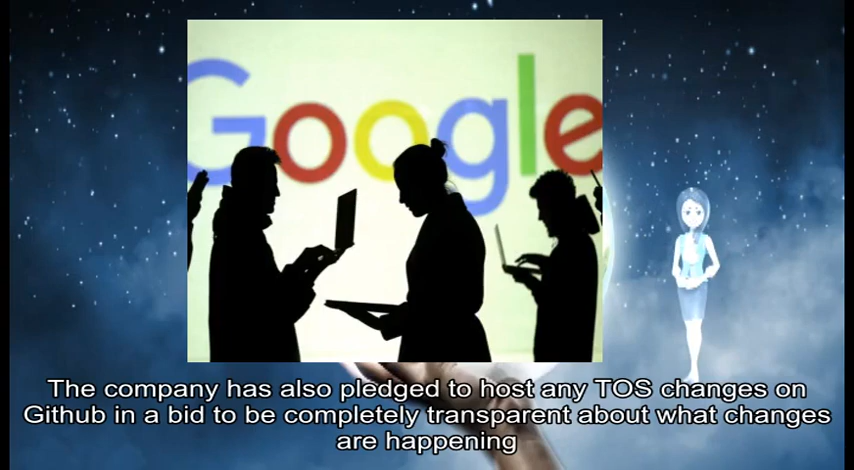 Google
The company has also pledged to host any TOS changes on
Github in a bid to be completely transparent about what changes
are happening